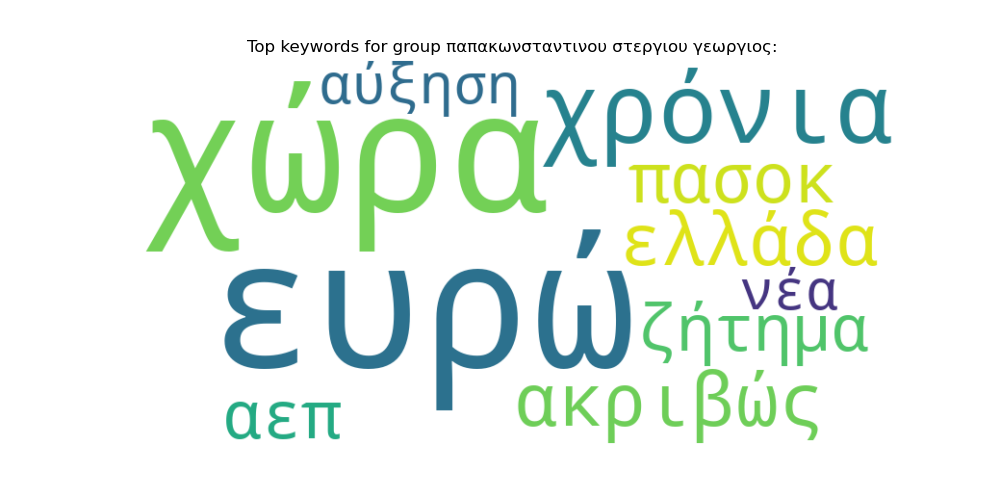 Top keywords for group παπακωνσταντινου στεργιου γεωργιος:
αύξηση
χρόνια
χώρα
πασοκ
ελλάδα
νέα
ευρώ
ζήτημα
ακριβώς
αεπ